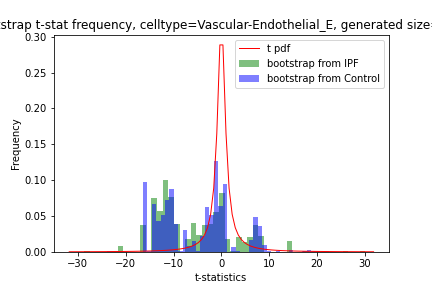 strap t-stat frequency, celltype=Vascular-Endothelial_E, generated size=
0.30
0.25
0.20
0.15
0.10
0.05
0.00
Frequency
t pdf
bootstrap from IPF
bootstrap from Control
−30 −20 −10 0 10 20 30
t-statistics